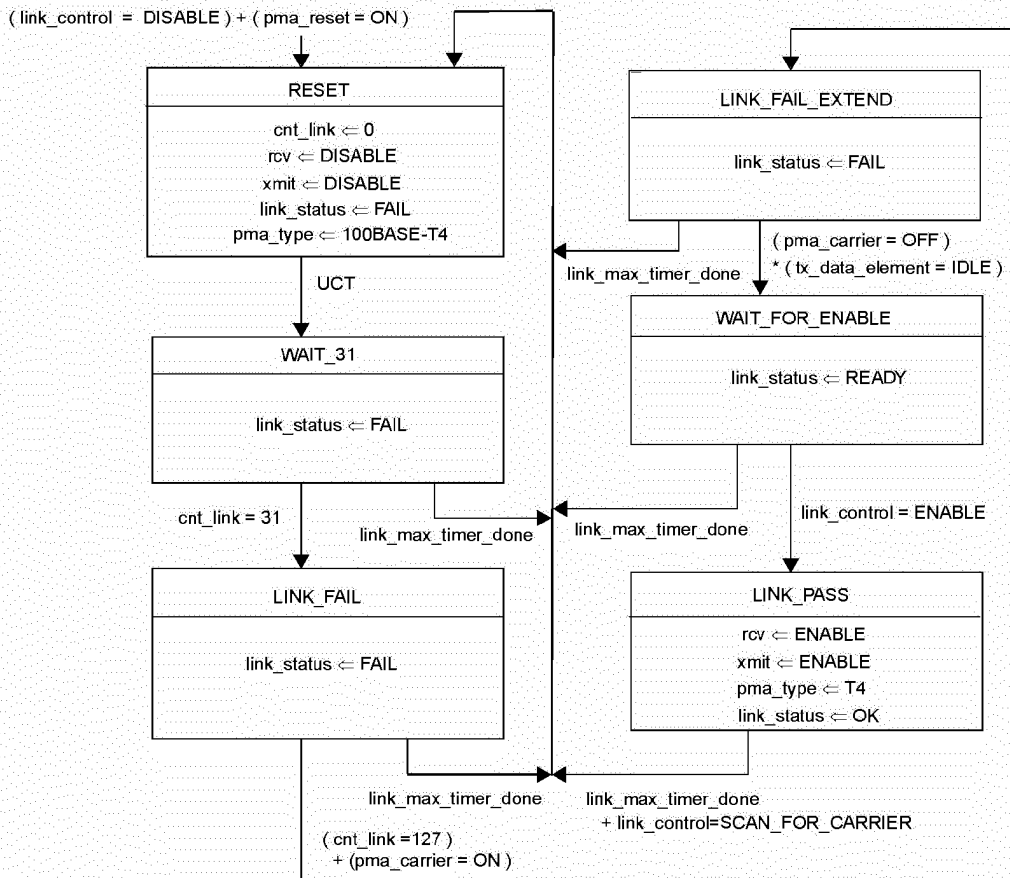 ( link_control = DISABLE ) + ( pma_reset = ON )
RESET
cnt_link ⇐ 0
rcv ⇐ DISABLE
xmit ⇐ DISABLE
link_status ⇐ FAIL
pma_type ⇐ 100BASE-T4
UCT
WAIT_31
link_status ⇐ FAIL
cnt_link = 31
link_max_timer_done
LINK_FAIL
link_status ⇐ FAIL
link_max_timer_done
( cnt_link =127 )
+ (pma_carrier = ON )
LINK_FAIL_EXTEND
link_status ⇐ FAIL
link_max_timer_done
( pma_carrier = OFF )
* ( tx_data_element = IDLE )
WAIT_FOR_ENABLE
link_status ⇐ READY
link_max_timer_done
link_control = ENABLE
LINK_PASS
rcv ⇐ ENABLE
xmit ⇐ ENABLE
pma_type ⇐ T4
link_status ⇐ OK
link_max_timer_done
+ link_control=SCAN_FOR_CARRIER